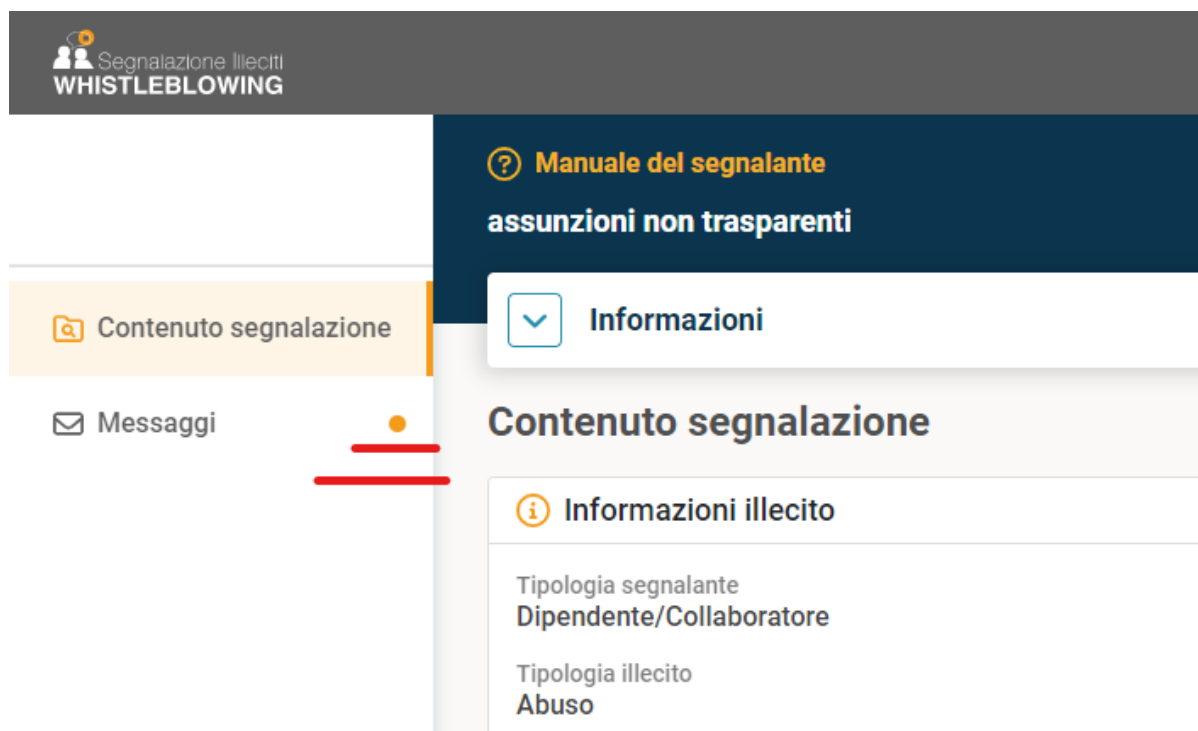 Segnalazione Illeciti
WHISTLEBLOWING
Manuale del segnalante
assunzioni non trasparenti
Contenuto segnalazione
Messaggi
Informazioni
Contenuto segnalazione
Informazioni illecito
Tipologia segnalante
Dipendente/Collaboratore
Tipologia illecito
Abuso